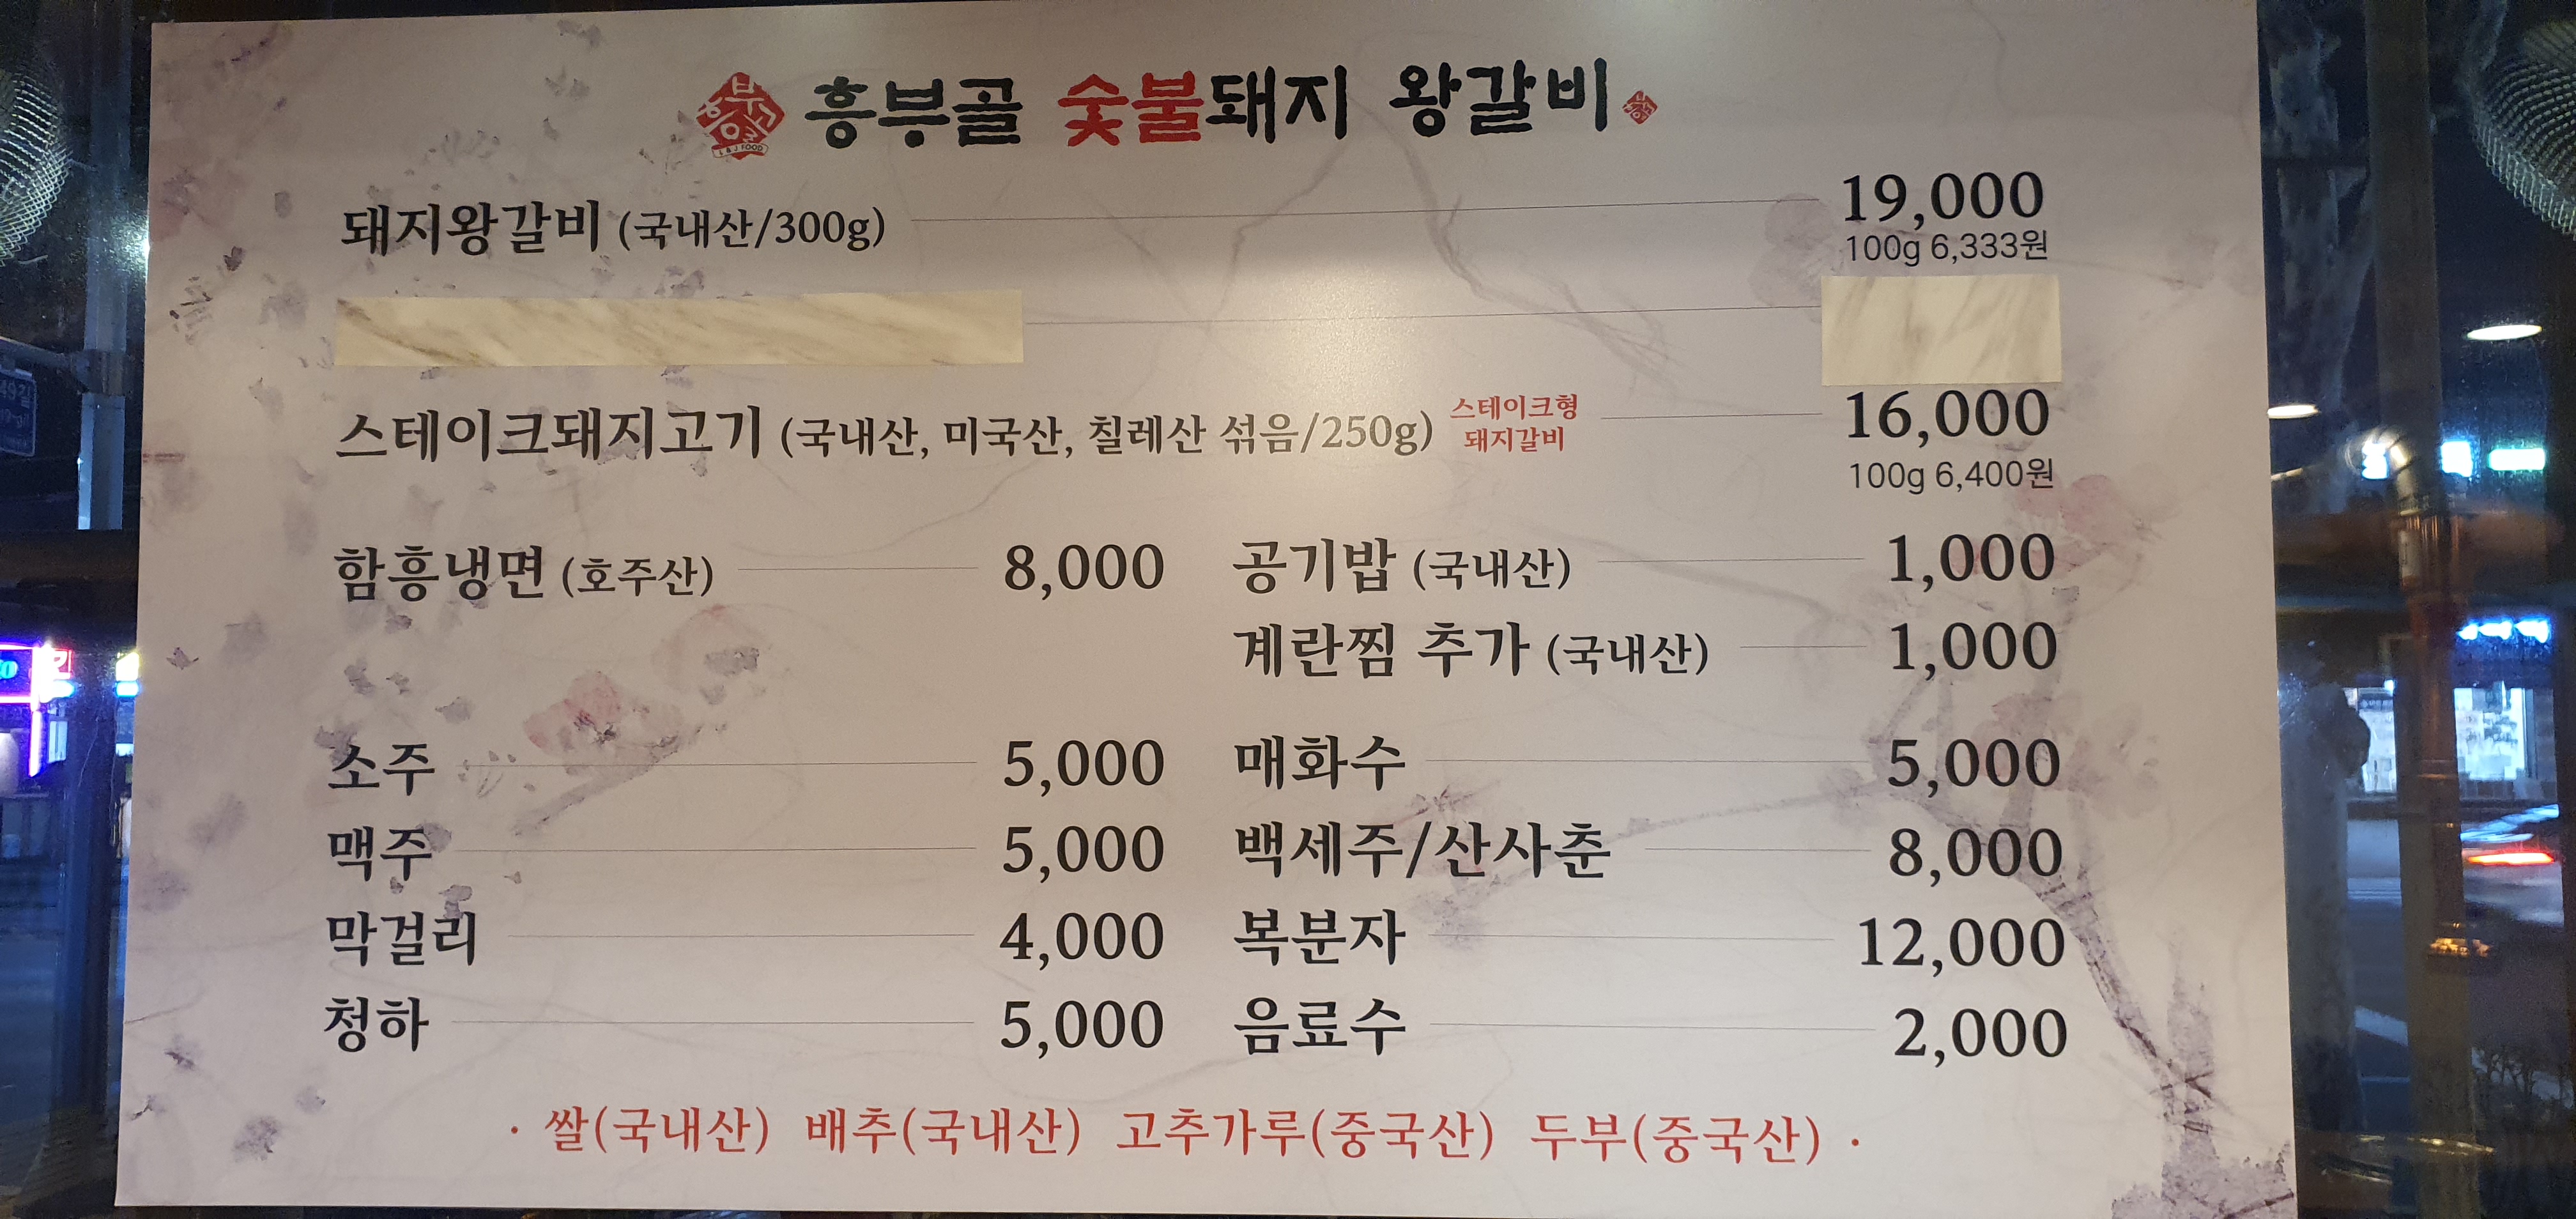 흥부골 숯불돼지 왕갈비
돼지왕갈비 (국내산/300g) 19,000
100g 6,333원
스테이크돼지고기 (국내산, 미국산, 칠레산 섞음/250g) 스테이크형 돼지갈비 16,000
100g 6,400원
함흥냉면 (호주산) 8,000 공기밥 (국내산) 1,000
계란찜 추가 (국내산) 1,000
소주 5,000 매화수 5,000
맥주 5,000 백세주/산사춘 8,000
막걸리 4,000 복분자 12,000
청하 5,000 음료수 2,000
· 쌀(국내산) 배추(국내산) 고추가루(중국산) 두부(중국산) ·